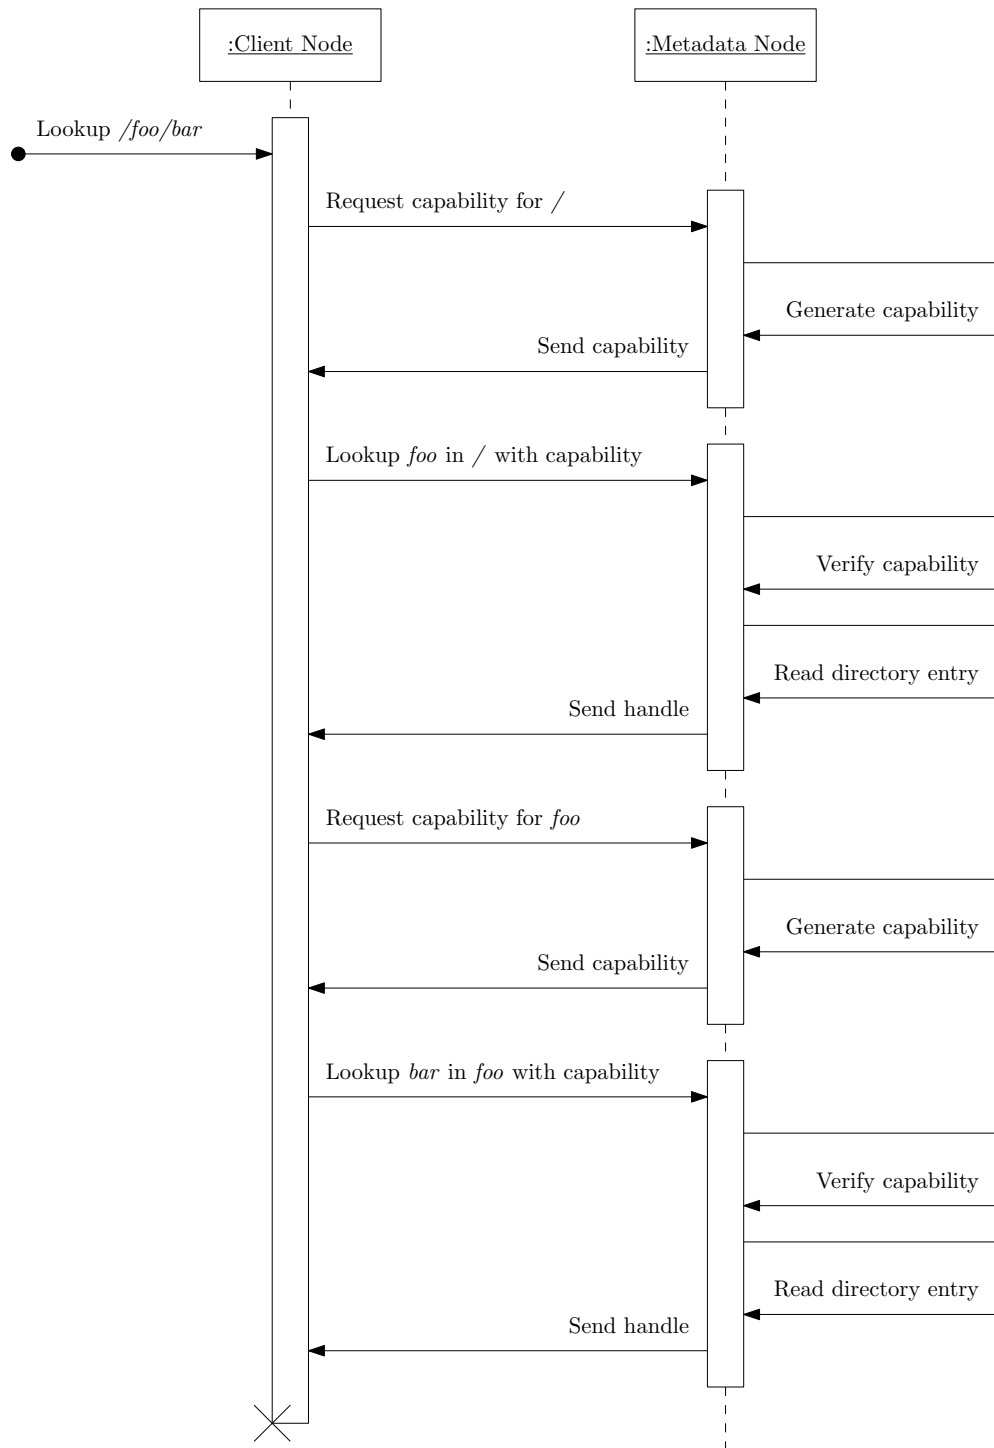 :Client Node
:Metadata Node
Lookup /foo/bar
Request capability for /
Generate capability
Send capability
Lookup foo in / with capability
Verify capability
Read directory entry
Send handle
Request capability for foo
Generate capability
Send capability
Lookup bar in foo with capability
Verify capability
Read directory entry
Send handle